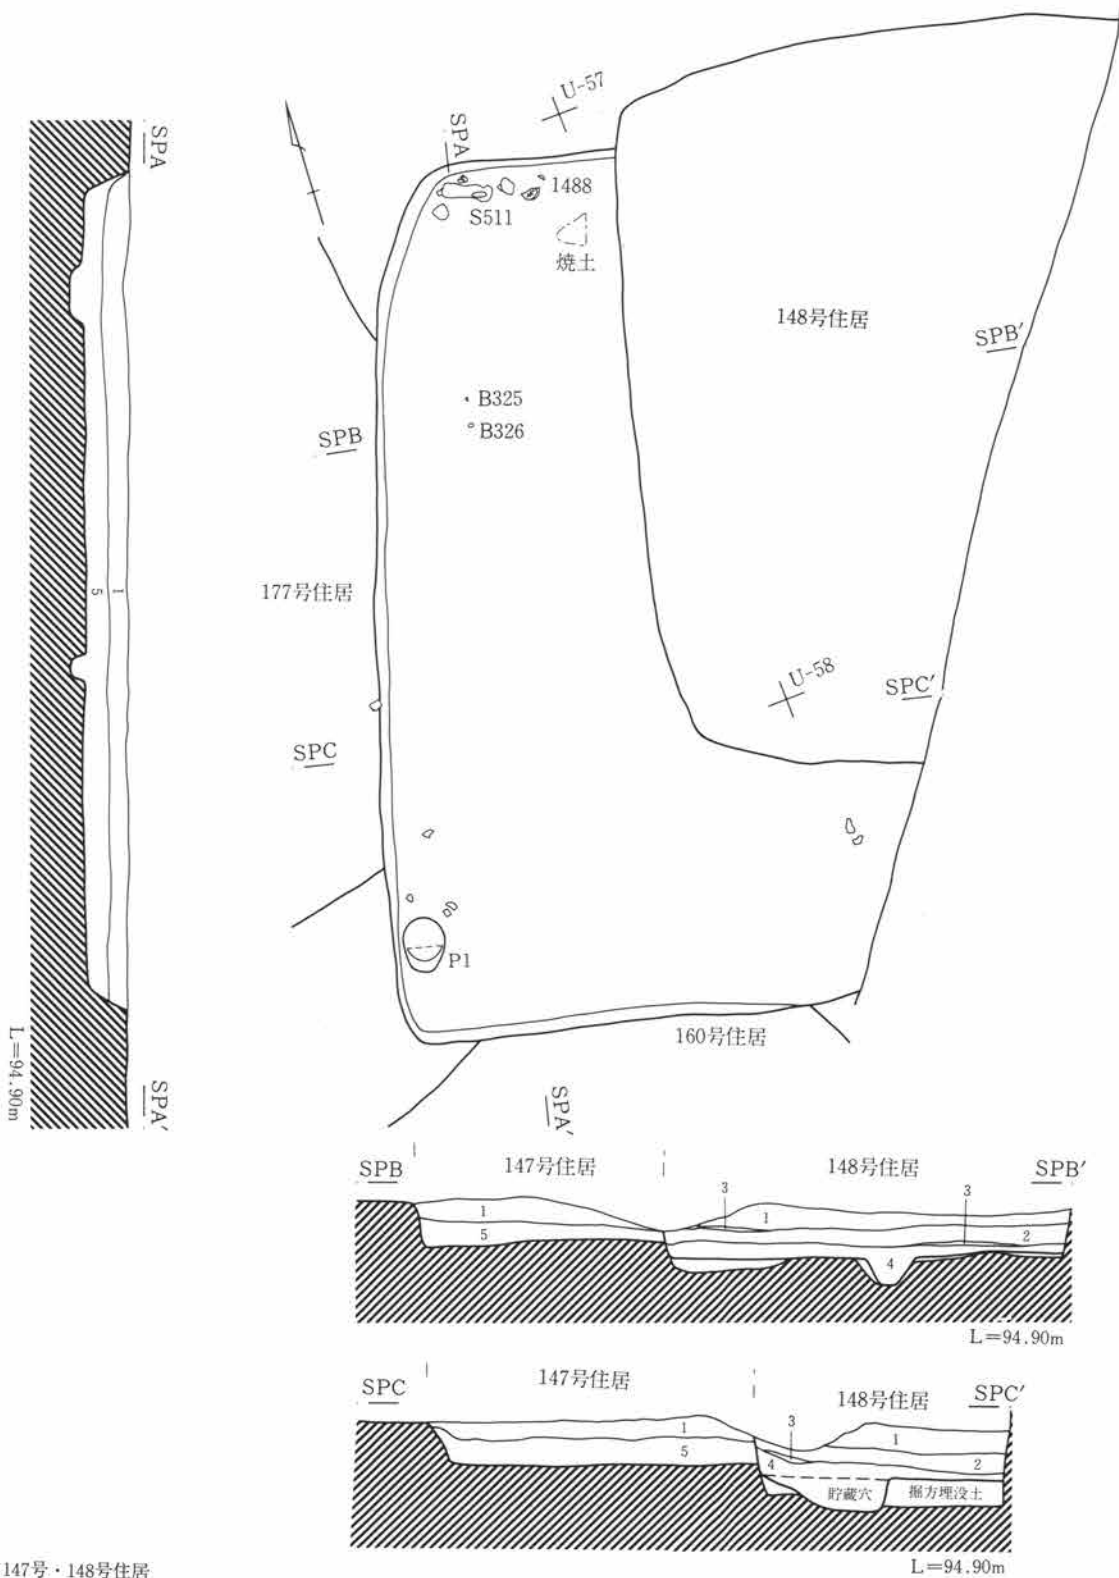 U-57
SPA
SPA
1488
S511
焼土
148号住居
SPB′
B325
SPB
B326
177号住居
5
1
U-58
SPC′
SPC
P1
160号住居
L=94.90m
SPA′
SPA′
SPB
147号住居
148号住居
SPB′
3
3
1
1
2
5
4
L=94.90m
SPC
147号住居
148号住居
SPC′
3
1
1
5
4
2
貯蔵穴
掘方埋没土
L=94.90m
147号・148号住居